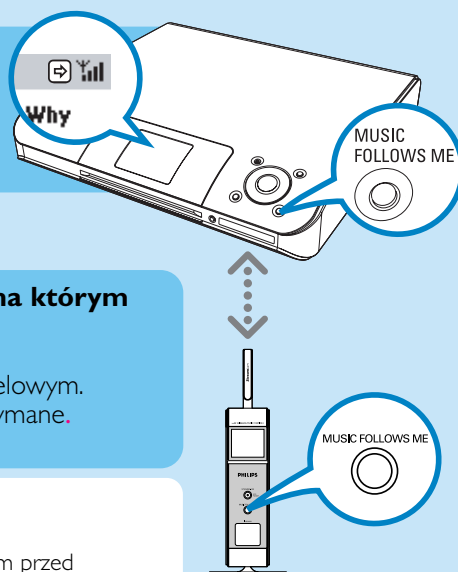 Why
MUSIC
FOLLOWS ME
na którym
elowym.
ymane.
MUSIC FOLLOWS ME
PHILIPS
m przed